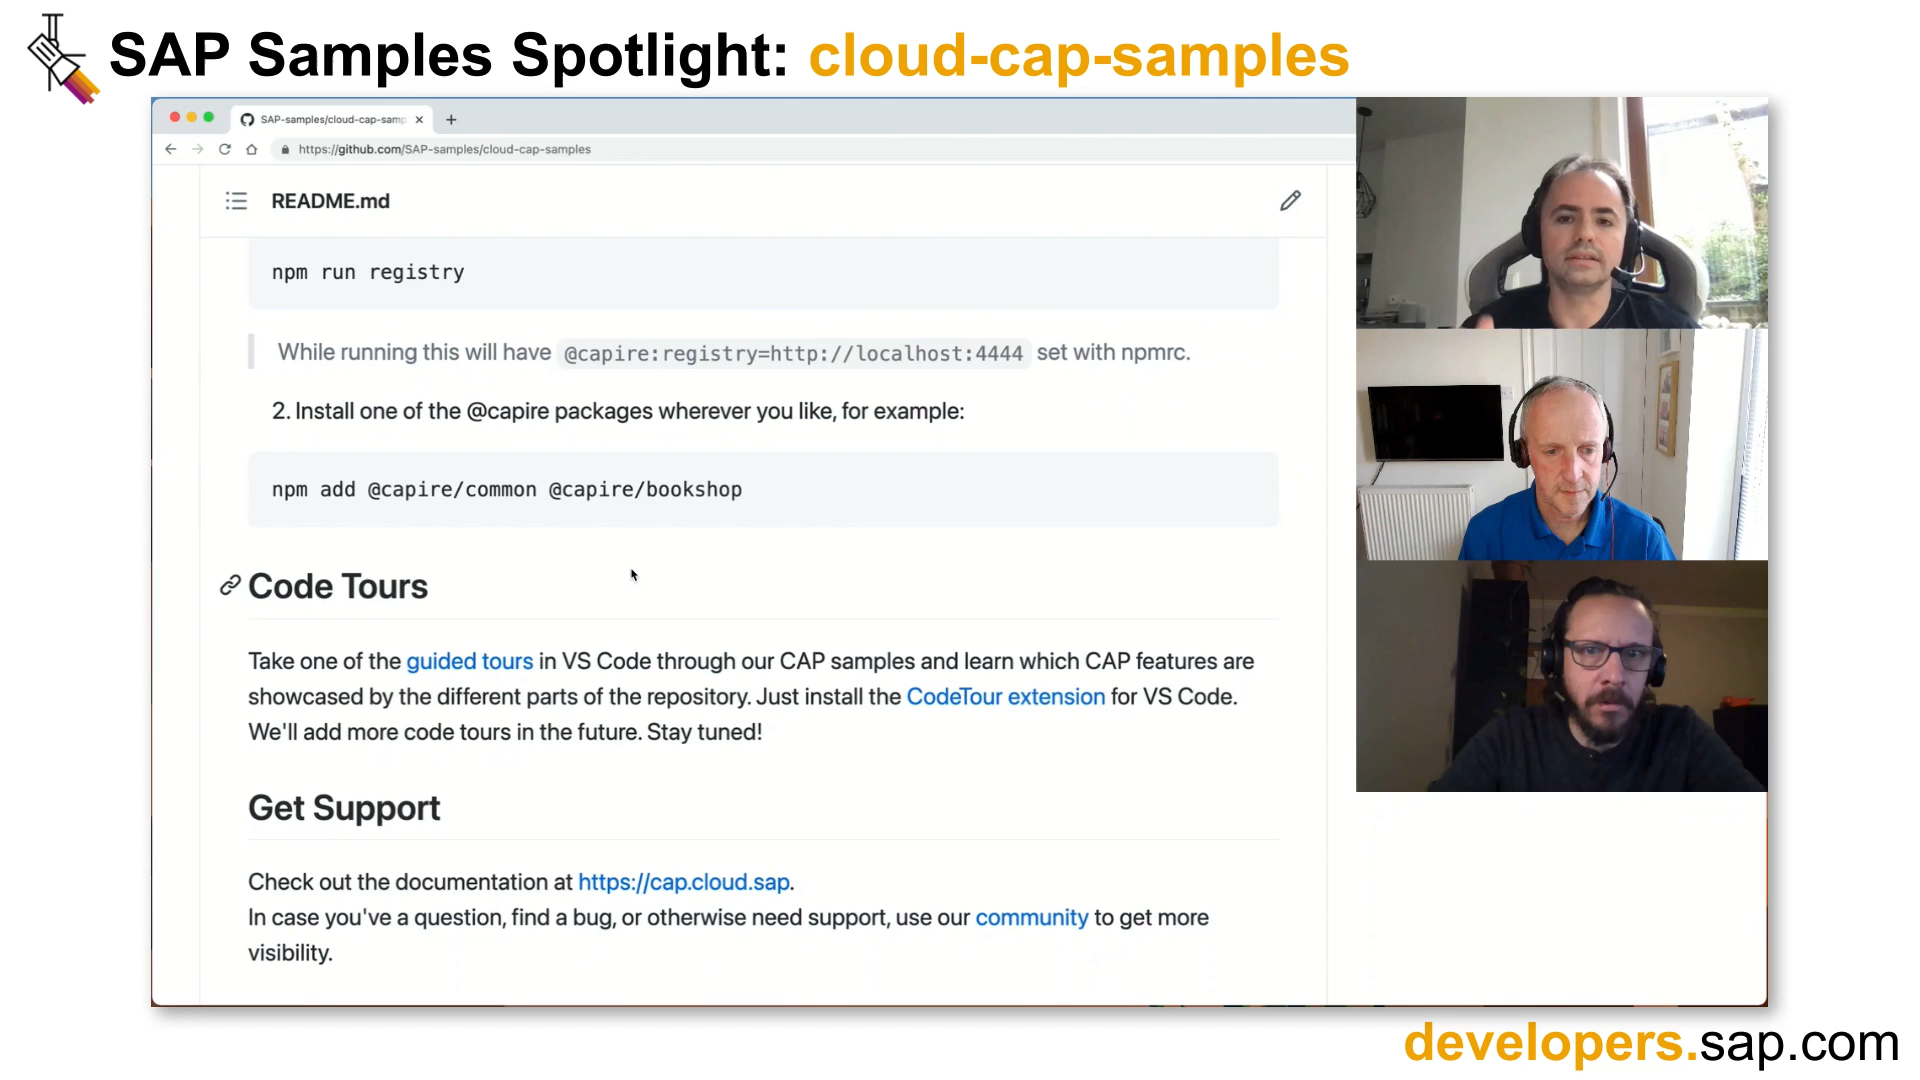 SAP Samples Spotlight: cloud-cap-samples
SAP-samples/cloud-cap-samp
https://github.com/SAP-samples/cloud-cap-samples
README.md
npm run registry
While running this will have @capire:registry=http://localhost:4444 set with npmrc.
2. Install one of the @capire packages wherever you like, for example:
npm add @capire/common @capire/bookshop
Code Tours
Take one of the guided tours in VS Code through our CAP samples and learn which CAP features are
showcased by the different parts of the repository. Just install the CodeTour extension for VS Code.
We'll add more code tours in the future. Stay tuned!
Get Support
Check out the documentation at https://cap.cloud.sap.
In case you've a question, find a bug, or otherwise need support, use our community to get more
visibility.
developers.sap.com